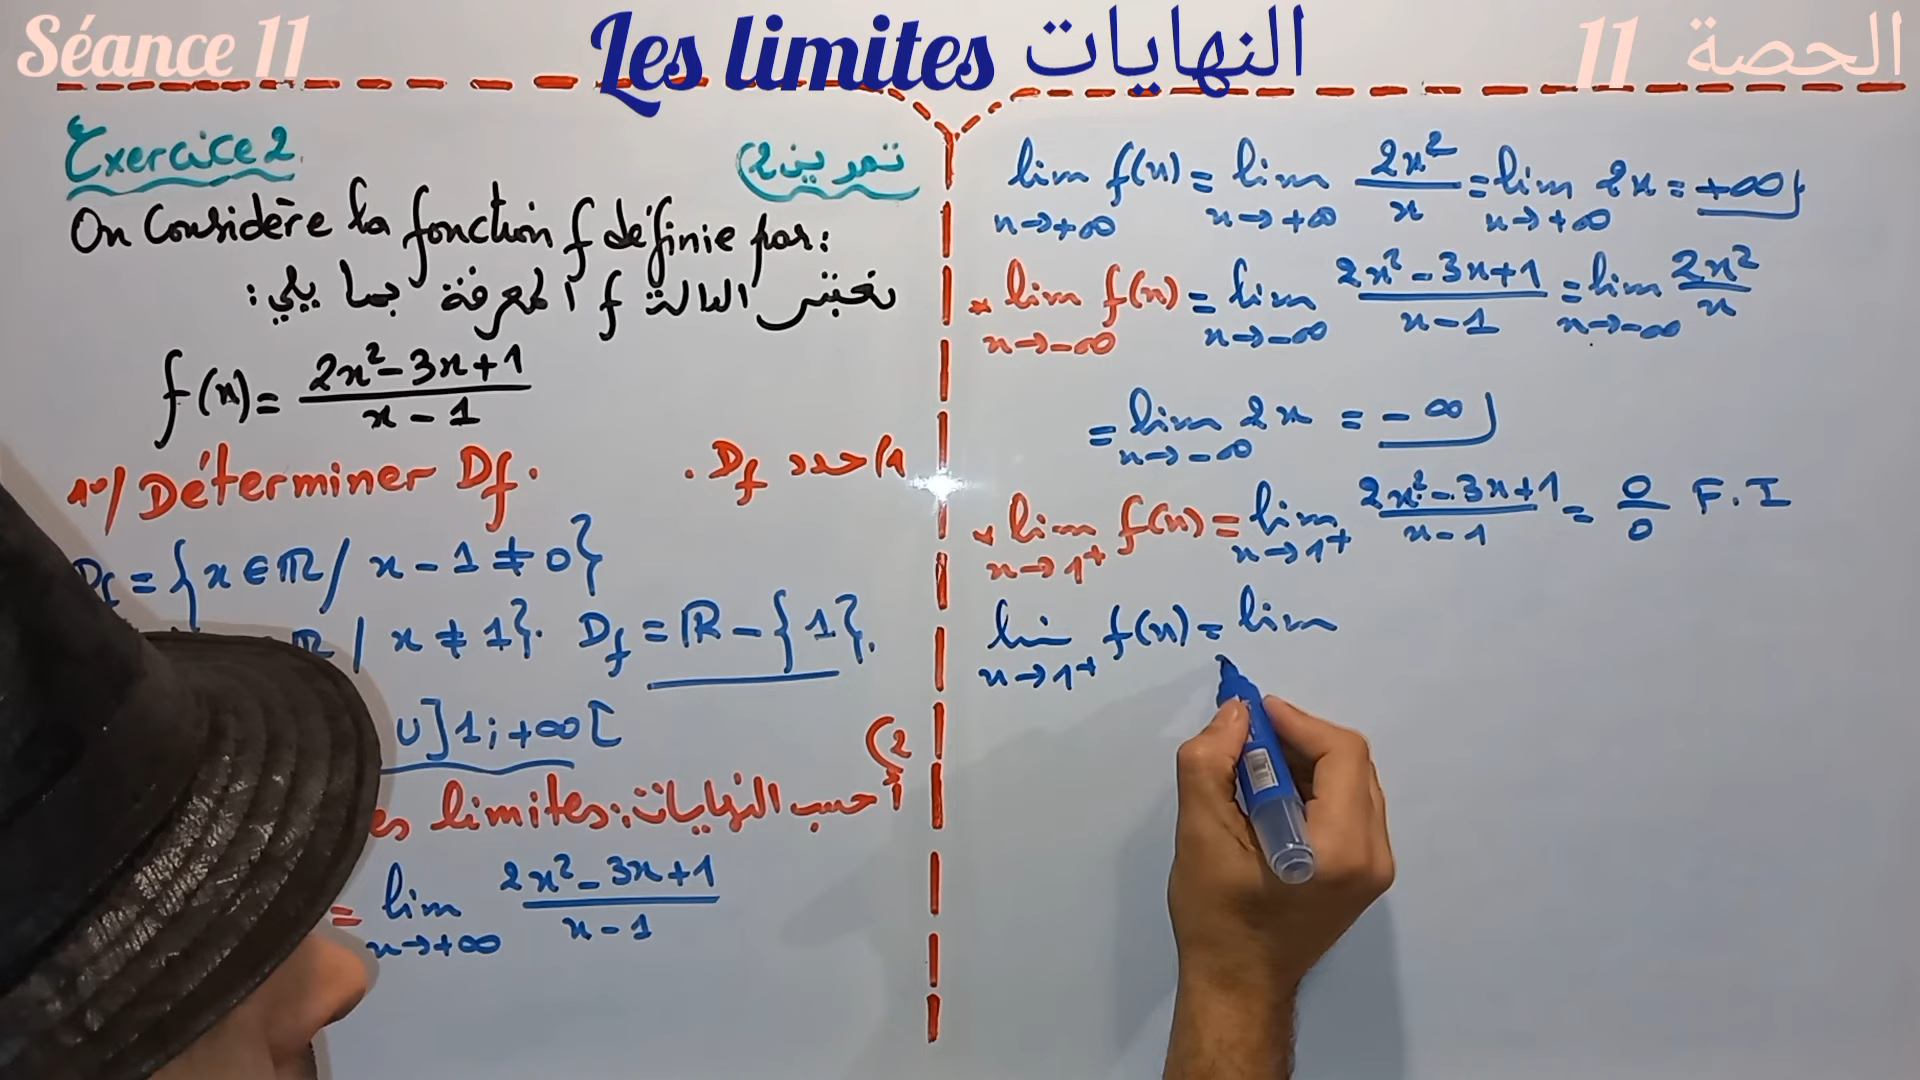 Séance 11
Les limites النهايات
الحصة 11
Exercice 2
تمرين 2)
On Considère la fonction f définie par:
نعتبر الدالة f المعرفة بما يلي:
f(x) = (2x² - 3x + 1)/(x - 1)
1°/ Déterminer Df.
1) حدد Df.
Df = {x ∈ ℝ / x - 1 ≠ 0}
ℝ / x ≠ 1}. Df = ℝ - {1}.
∪ ]1; +∞[
2)
es limites: أحسب النهايات
= lim x→+∞ (2x² - 3x + 1)/(x - 1)
lim x→+∞ f(x) = lim x→+∞ 2x²/x = lim x→+∞ 2x = +∞
* lim x→-∞ f(x) = lim x→-∞ (2x² - 3x + 1)/(x - 1) = lim x→-∞ 2x²/x
= lim x→-∞ 2x = -∞
* lim x→1⁺ f(x) = lim x→1⁺ (2x² - 3x + 1)/(x - 1) = 0/0 F.I
lim x→1⁺ f(x) = lim